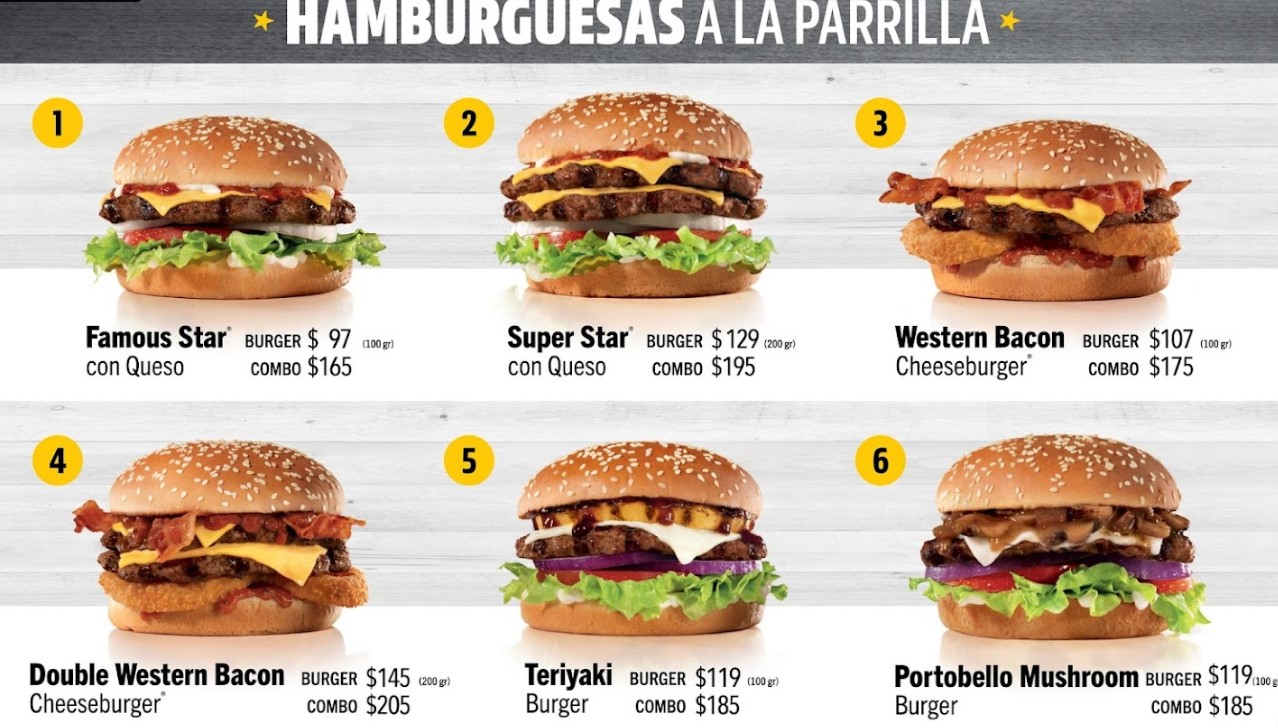 HAMBURGUESAS A LA PARRILLA
1
2
3
Famous Star® BURGER $ 97 (100 gr)
con Queso COMBO $165
Super Star® BURGER $129 (200 gr)
con Queso COMBO $195
Western Bacon BURGER $107 (100 gr)
Cheeseburger® COMBO $175
4
5
6
Double Western Bacon BURGER $145 (200 gr)
Cheeseburger® COMBO $205
Teriyaki BURGER $119 (100 gr)
Burger COMBO $185
Portobello Mushroom BURGER $119 (100 g
Burger COMBO $185